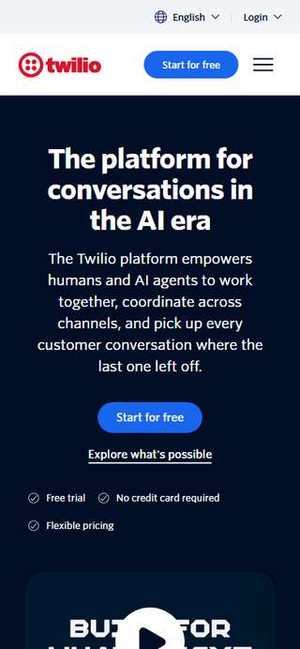 English
Login
twilio
Start for free
The platform for
conversations in
the AI era
The Twilio platform empowers
humans and AI agents to work
together, coordinate across
channels, and pick up every
customer conversation where the
last one left off.
Start for free
Explore what's possible
Free trial
No credit card required
Flexible pricing
FOR